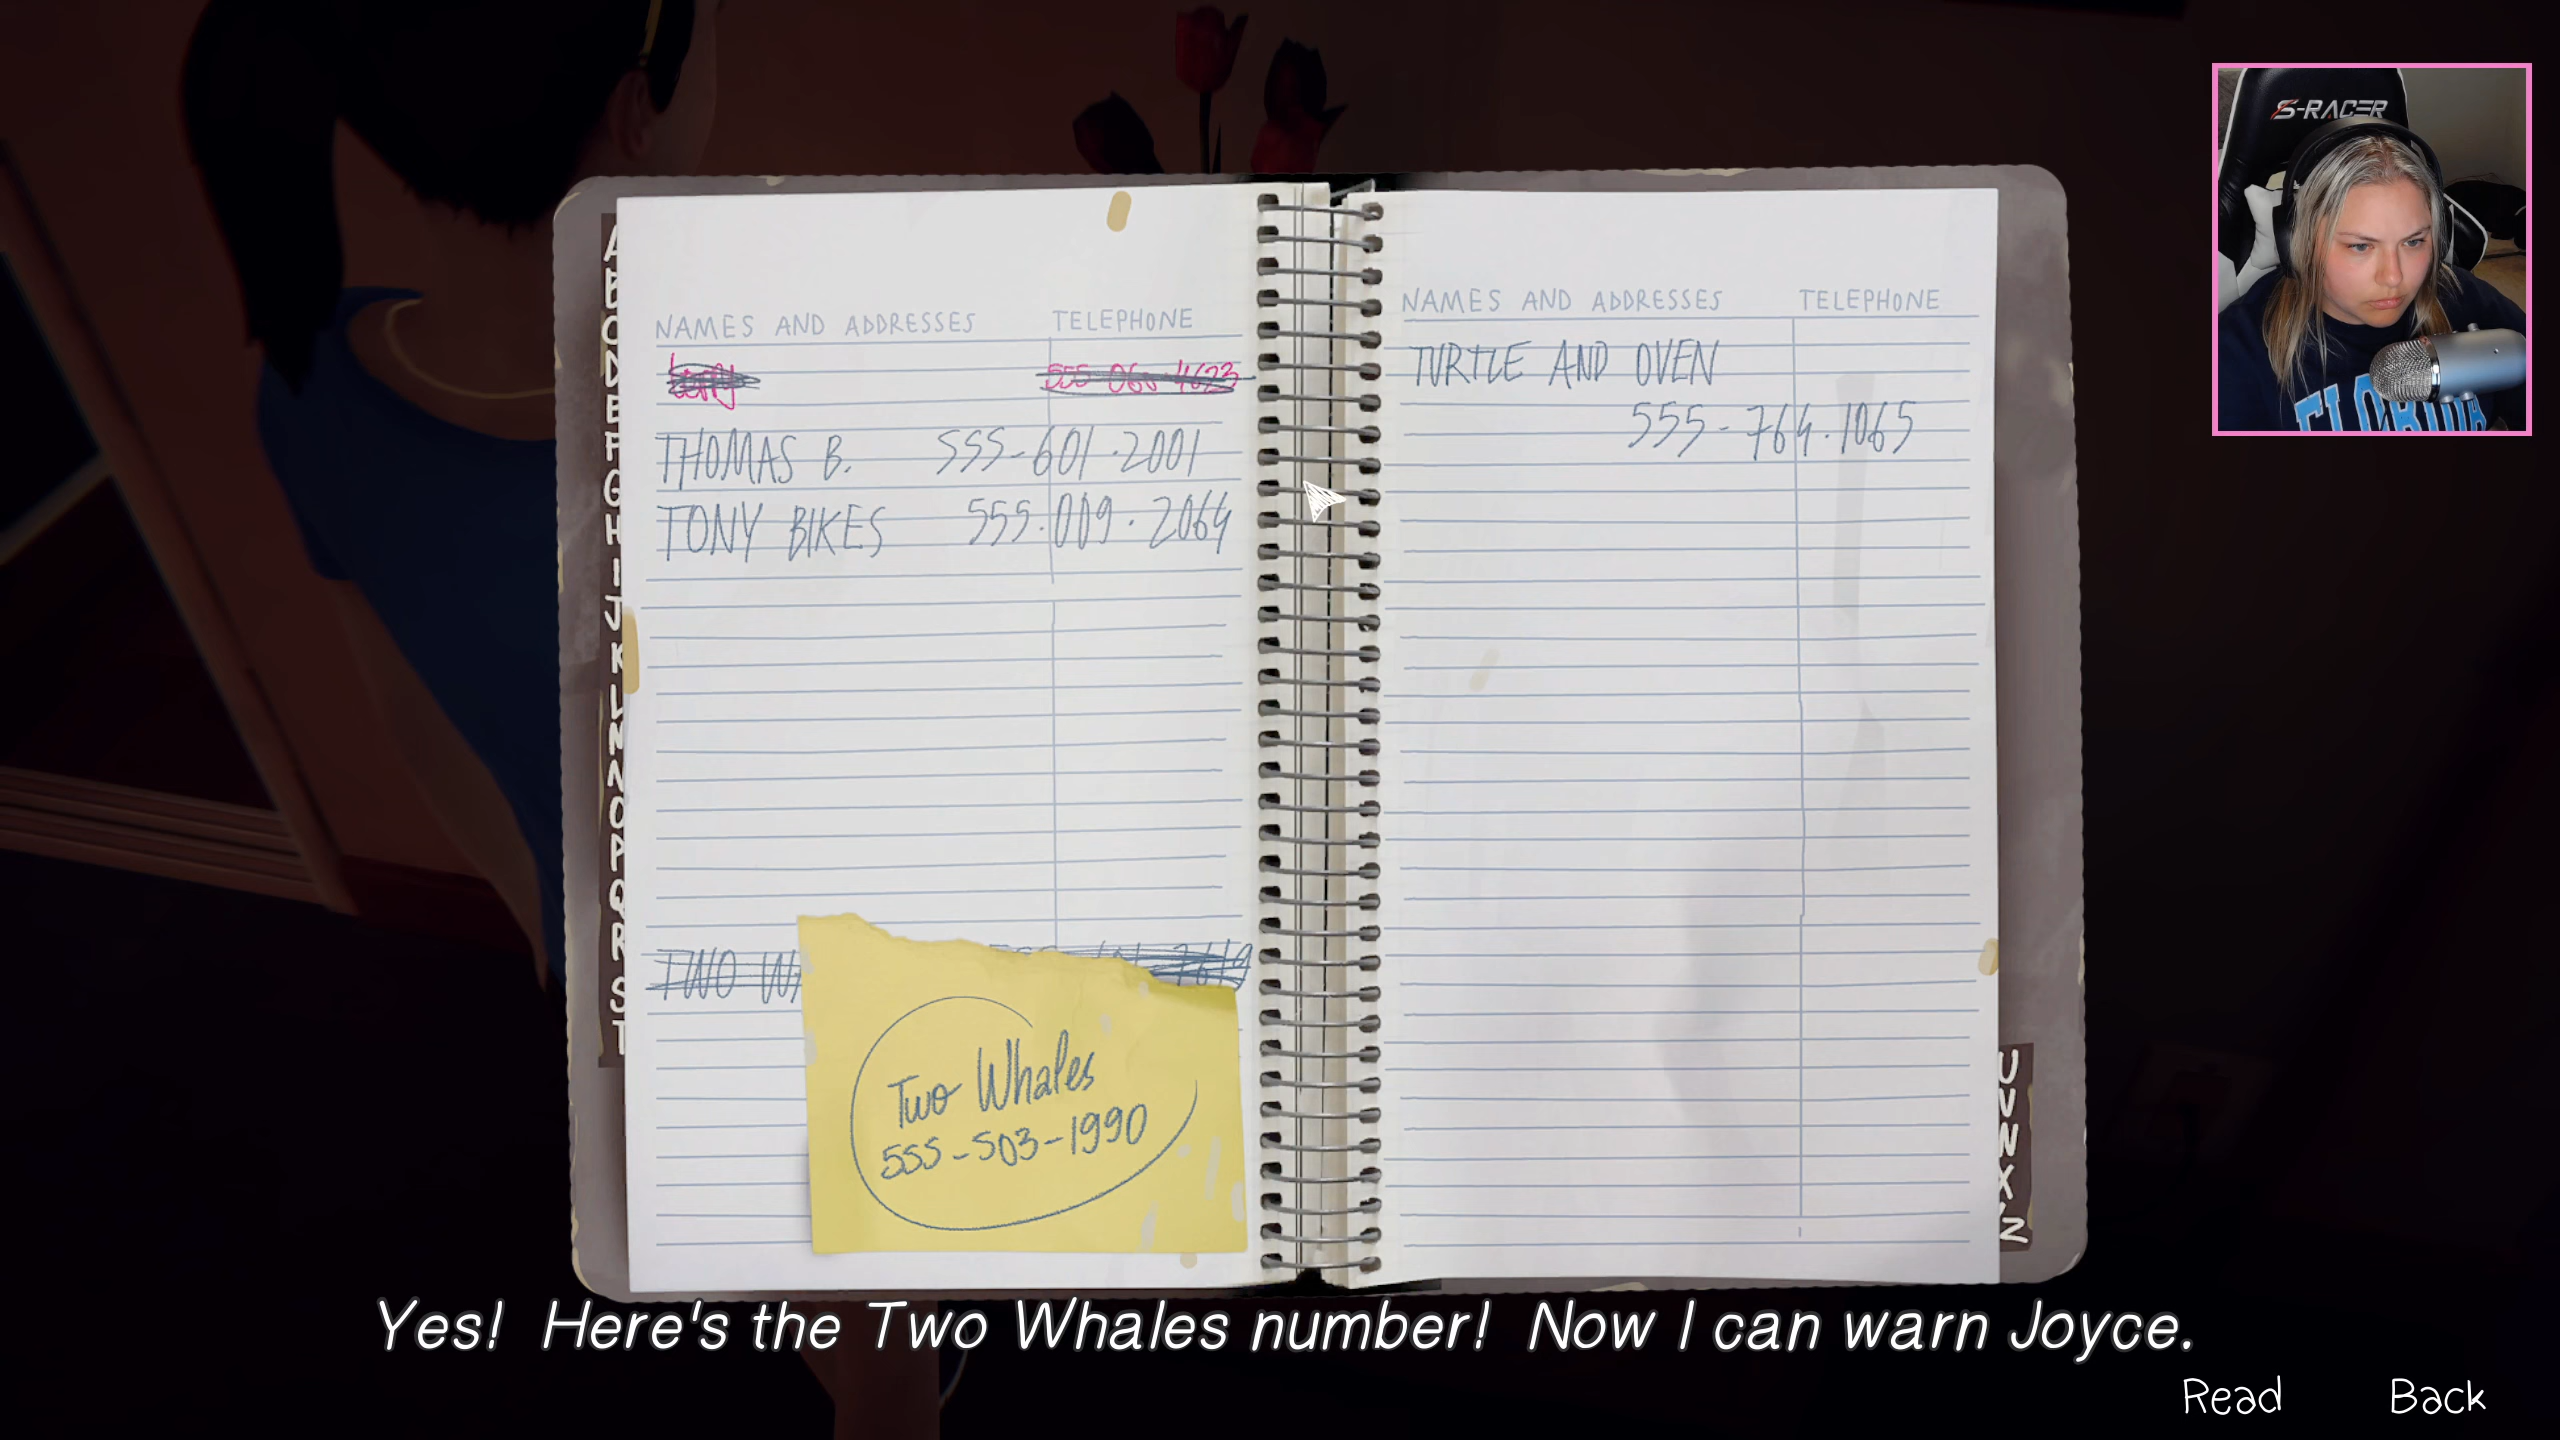 S-RACER
NAMES AND ADDRESSES TELEPHONE
THOMAS B. 555-601-2001
TONY BIKES 555.009.2064
TWO
Two Whales
555-503-1990
NAMES AND ADDRESSES TELEPHONE
TURTLE AND OVEN
555-764.1065
A
B
C
D
E
F
G
H
I
J
K
L
O
P
Q
R
S
T
U
V
X
Z
FLORIDA
Yes! Here's the Two Whales number! Now I can warn Joyce.
Read Back